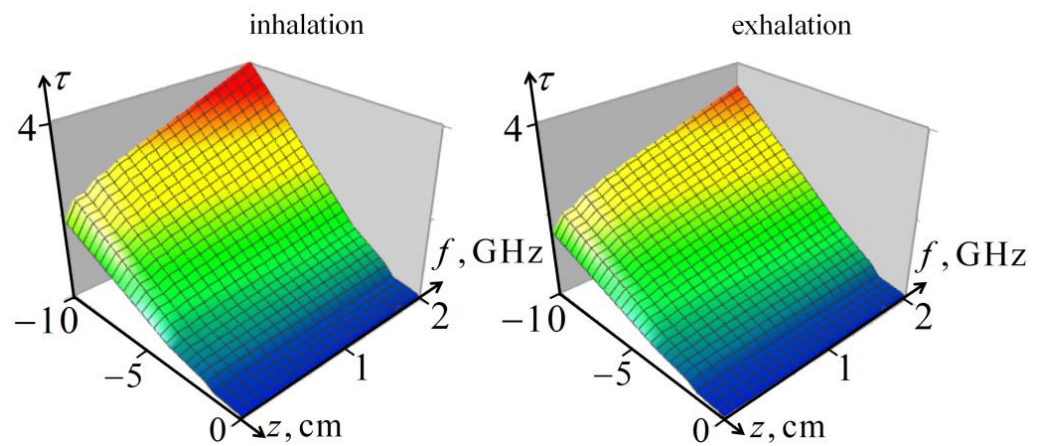 inhalation
τ
4
f, GHz
−10
−5
0
z, cm
1
2
exhalation
τ
4
f, GHz
−10
−5
0
z, cm
1
2